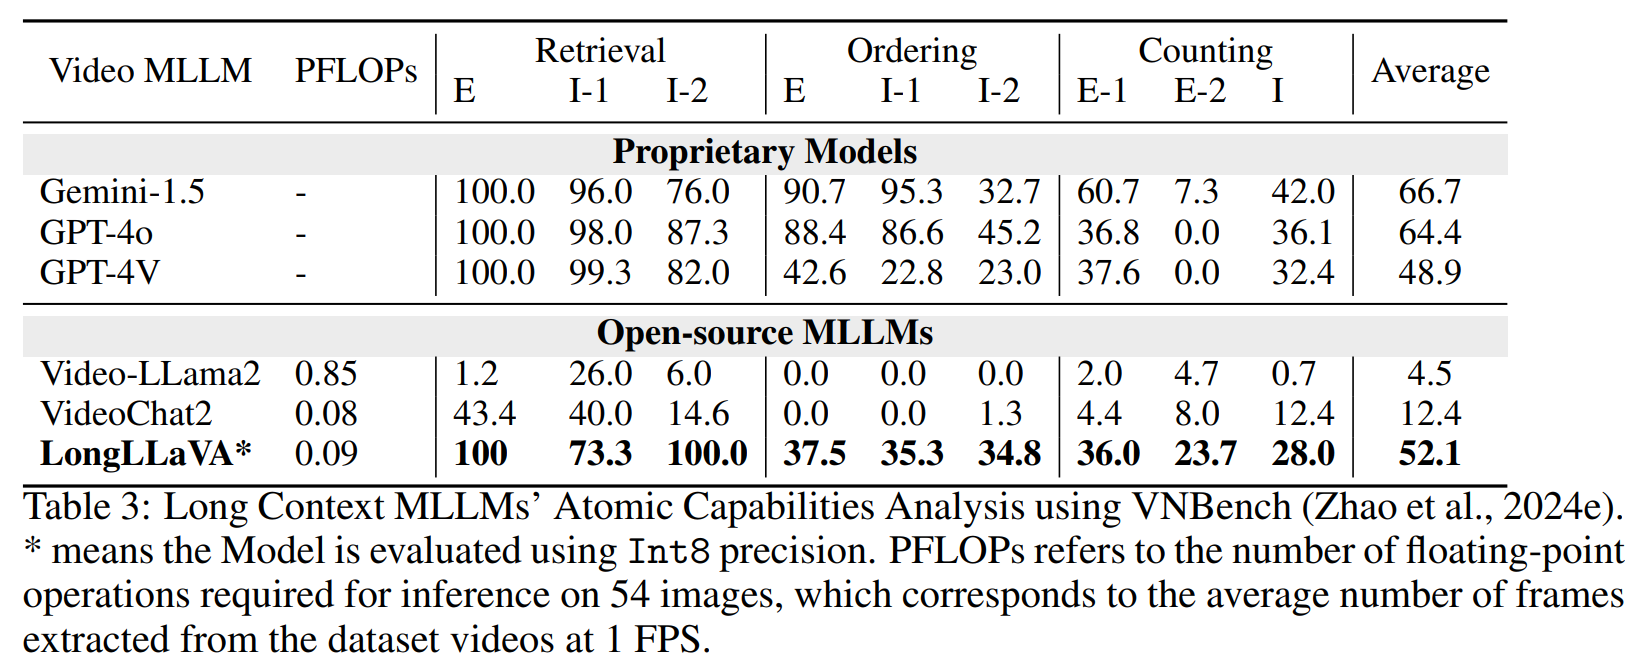 Video MLLM PFLOPs Retrieval Ordering Counting Average
E I-1 I-2 E I-1 I-2 E-1 E-2 I
Proprietary Models
Gemini-1.5 - 100.0 96.0 76.0 90.7 95.3 32.7 60.7 7.3 42.0 66.7
GPT-4o - 100.0 98.0 87.3 88.4 86.6 45.2 36.8 0.0 36.1 64.4
GPT-4V - 100.0 99.3 82.0 42.6 22.8 23.0 37.6 0.0 32.4 48.9
Open-source MLLMs
Video-LLama2 0.85 1.2 26.0 6.0 0.0 0.0 0.0 2.0 4.7 0.7 4.5
VideoChat2 0.08 43.4 40.0 14.6 0.0 0.0 1.3 4.4 8.0 12.4 12.4
LongLLaVA* 0.09 100 73.3 100.0 37.5 35.3 34.8 36.0 23.7 28.0 52.1
Table 3: Long Context MLLMs' Atomic Capabilities Analysis using VNBench (Zhao et al., 2024e).
* means the Model is evaluated using Int8 precision. PFLOPs refers to the number of floating-point
operations required for inference on 54 images, which corresponds to the average number of frames
extracted from the dataset videos at 1 FPS.